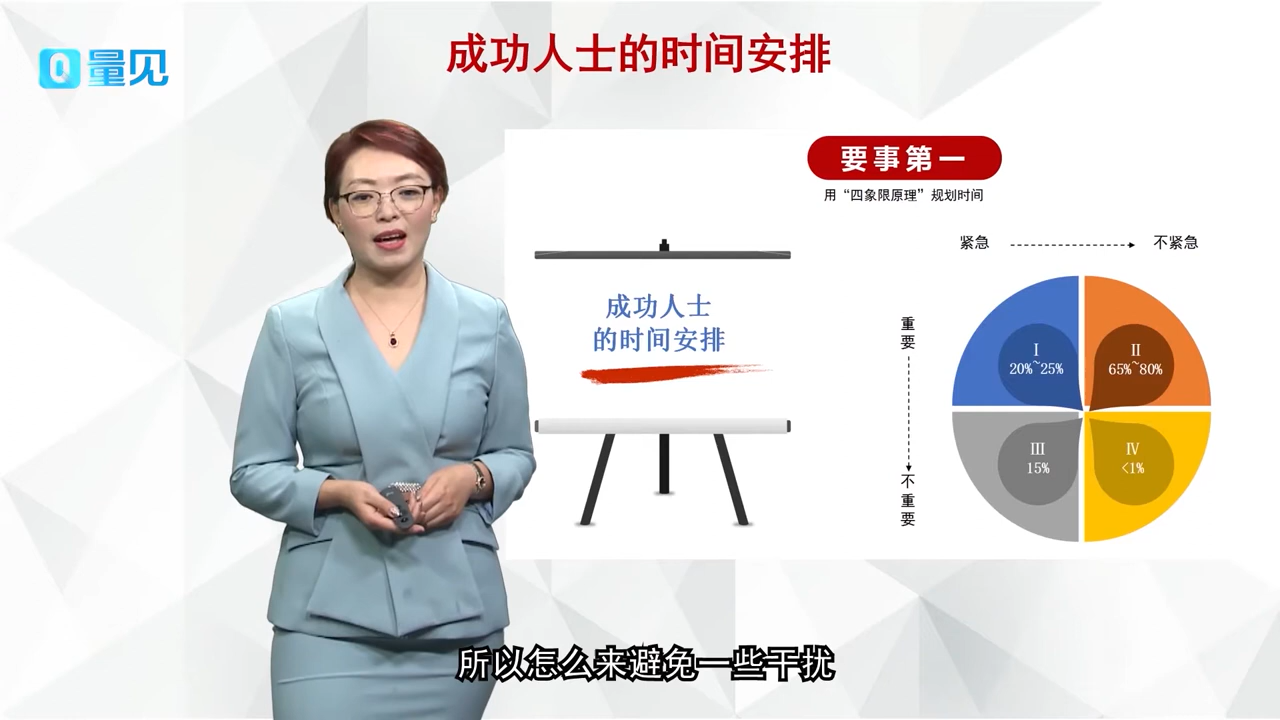 Q量见
成功人士的时间安排
要事第一
用“四象限原理”规划时间
紧急
不紧急
成功人士
的时间安排
重要
不重要
I
20%~25%
II
65%~80%
III
15%
IV
<1%
所以怎么来避免一些干扰